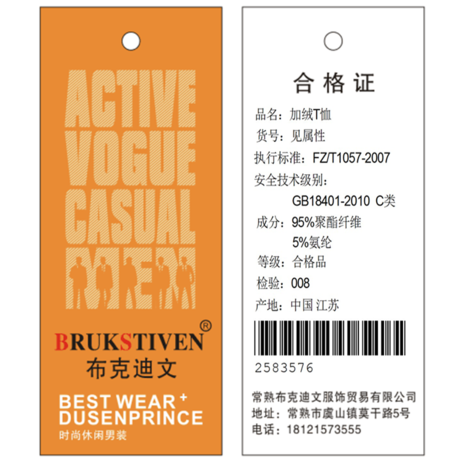 ACTIVE
VOGUE
CASUAL
MEN
BRUKSTIVEN®
布克迪文
BEST WEAR+
DUSENPRINCE
时尚休闲男装
合格证
品名：加绒T恤
货号：见属性
执行标准：FZ/T1057-2007
安全技术级别：
GB18401-2010 C类
成分：95%聚酯纤维
5%氨纶
等级：合格品
检验：008
产地：中国 江苏
2583576
常熟布克迪文服饰贸易有限公司
地址：常熟市虞山镇莫干路5号
电话：18121573555